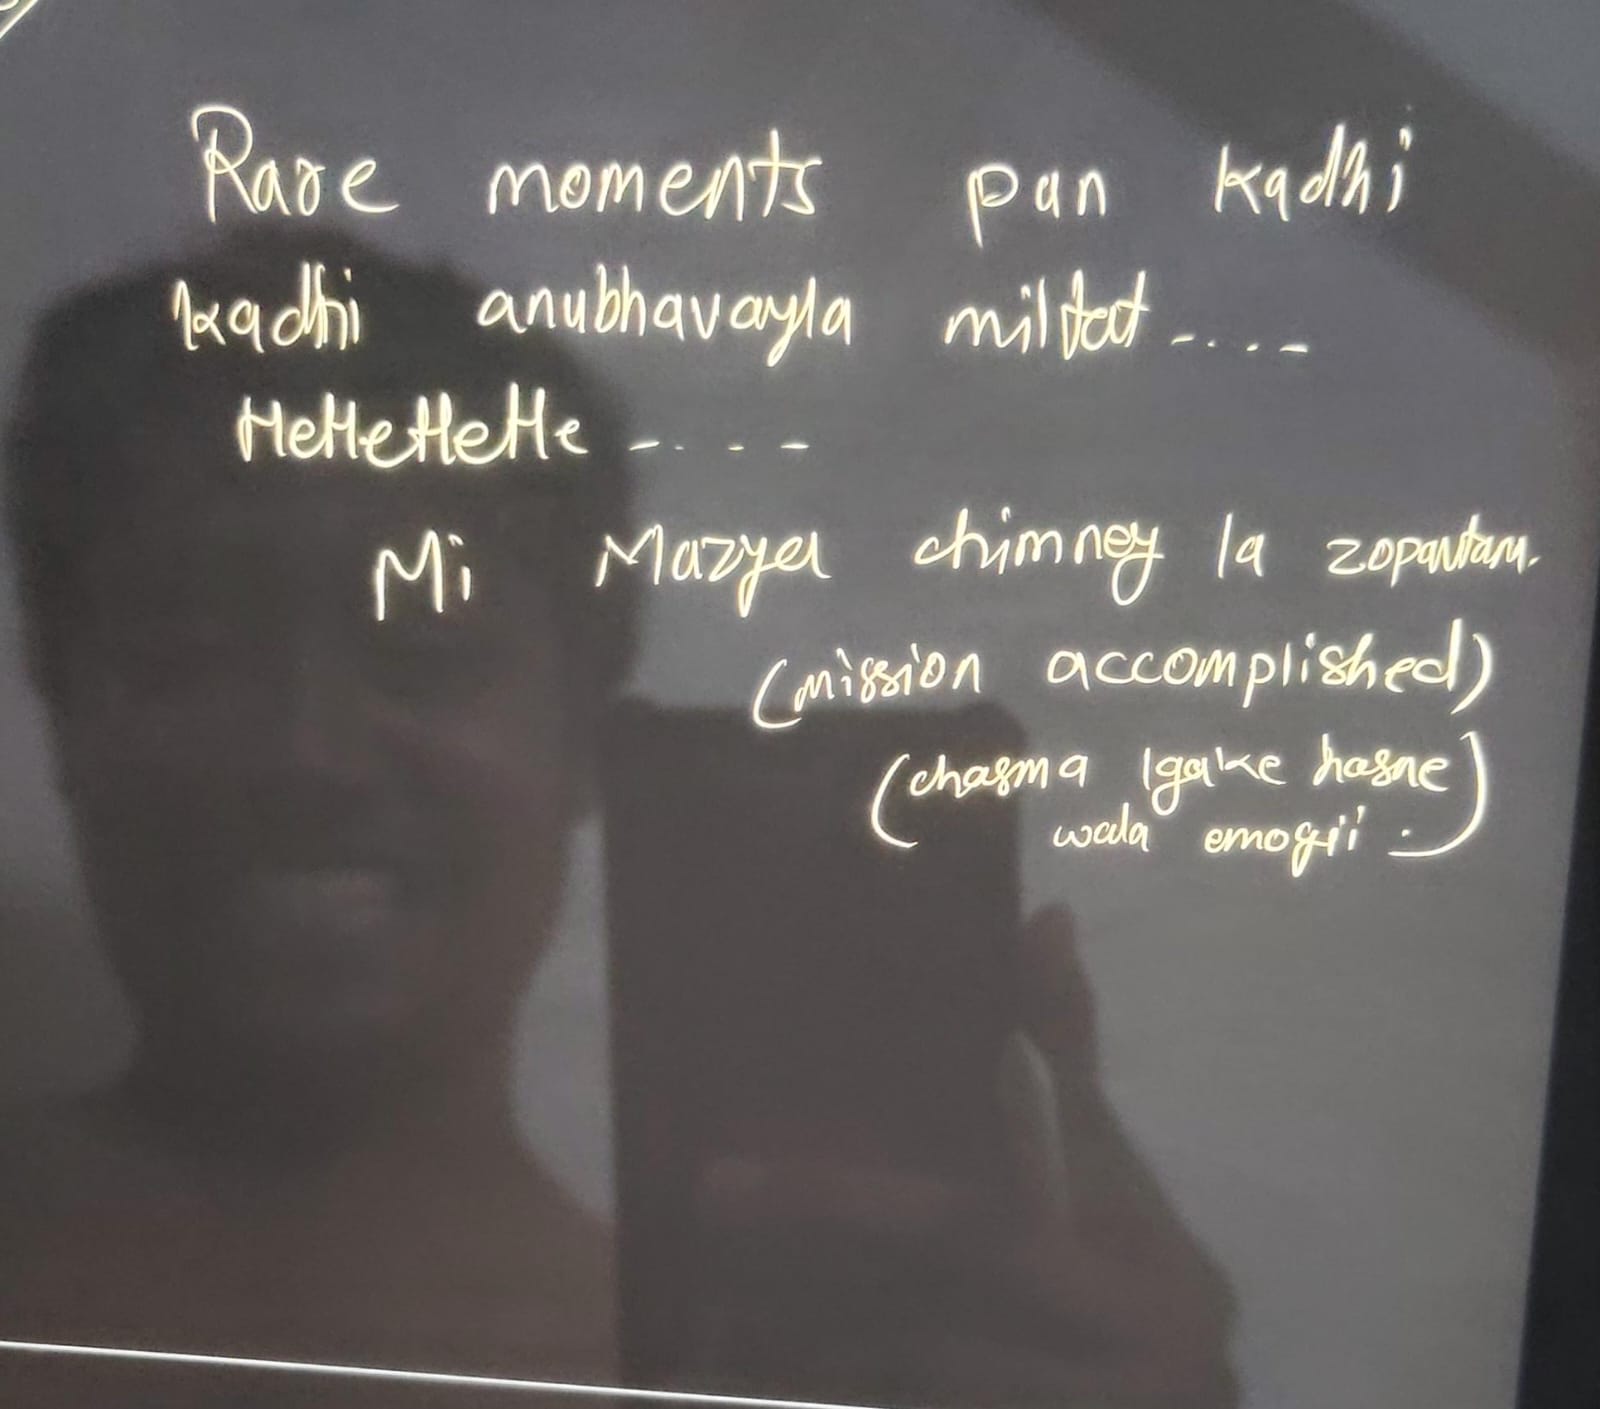 Rare moments pan kadhi
kadhi anubhavayla miltat -....-
HeHeHeHe -...-
Mi Mazya chimney la zopavtam.
(mission accomplished)
(chasma lgake hasne
wala emogii :)